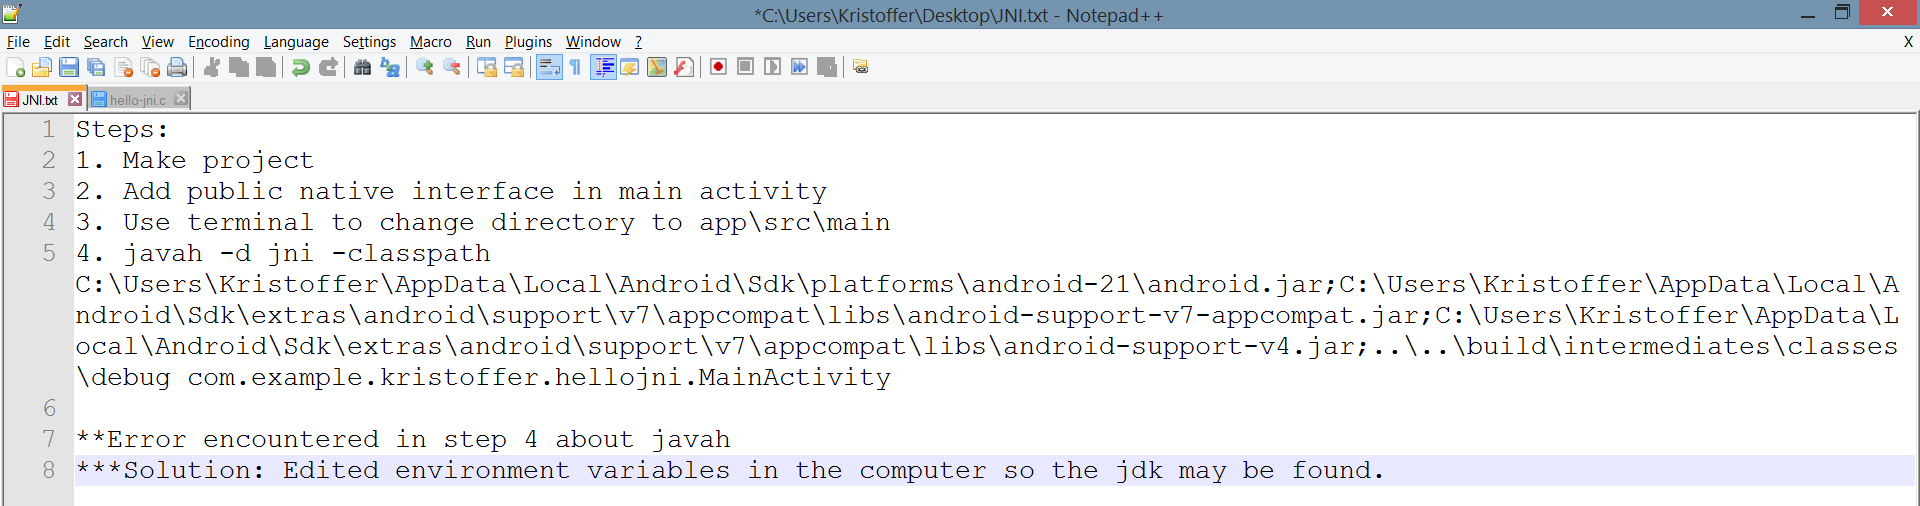 *C:\Users\Kristoffer\Desktop\JNI.txt - Notepad++
File Edit Search View Encoding Language Settings Macro Run Plugins Window ? X
JNI.txt hello-jni.c
1 Steps:
2 1. Make project
3 2. Add public native interface in main activity
4 3. Use terminal to change directory to app\src\main
5 4. javah -d jni -classpath
C:\Users\Kristoffer\AppData\Local\Android\Sdk\platforms\android-21\android.jar;C:\Users\Kristoffer\AppData\Local\A
ndroid\Sdk\extras\android\support\v7\appcompat\libs\android-support-v7-appcompat.jar;C:\Users\Kristoffer\AppData\L
ocal\Android\Sdk\extras\android\support\v7\appcompat\libs\android-support-v4.jar;..\..\build\intermediates\classes
\debug com.example.kristoffer.hellojni.MainActivity
6
7 **Error encountered in step 4 about javah
8 ***Solution: Edited environment variables in the computer so the jdk may be found.